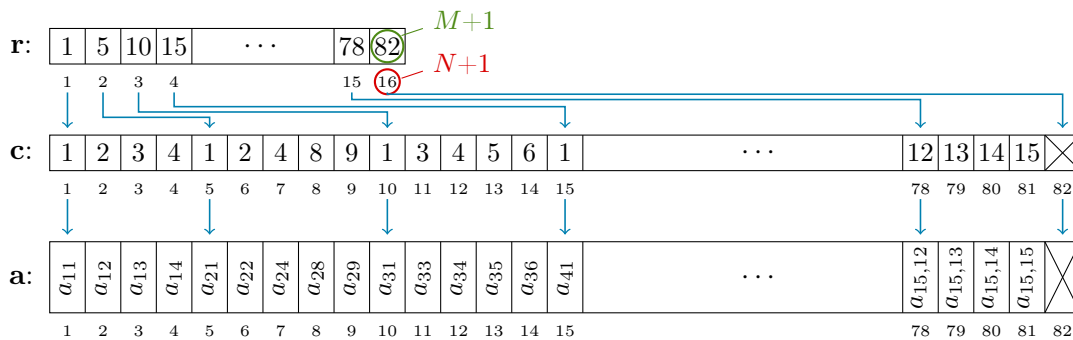 M+1
r: 1 5 10 15 ··· 78 82
N+1
1 2 3 4 15 16
c: 1 2 3 4 1 2 4 8 9 1 3 4 5 6 1 ··· 12 13 14 15
1 2 3 4 5 6 7 8 9 10 11 12 13 14 15 78 79 80 81 82
a: a₁₁ a₁₂ a₁₃ a₁₄ a₂₁ a₂₂ a₂₄ a₂₈ a₂₉ a₃₁ a₃₃ a₃₄ a₃₅ a₃₆ a₄₁ ··· a₁₅,₁₂ a₁₅,₁₃ a₁₅,₁₄ a₁₅,₁₅
1 2 3 4 5 6 7 8 9 10 11 12 13 14 15 78 79 80 81 82